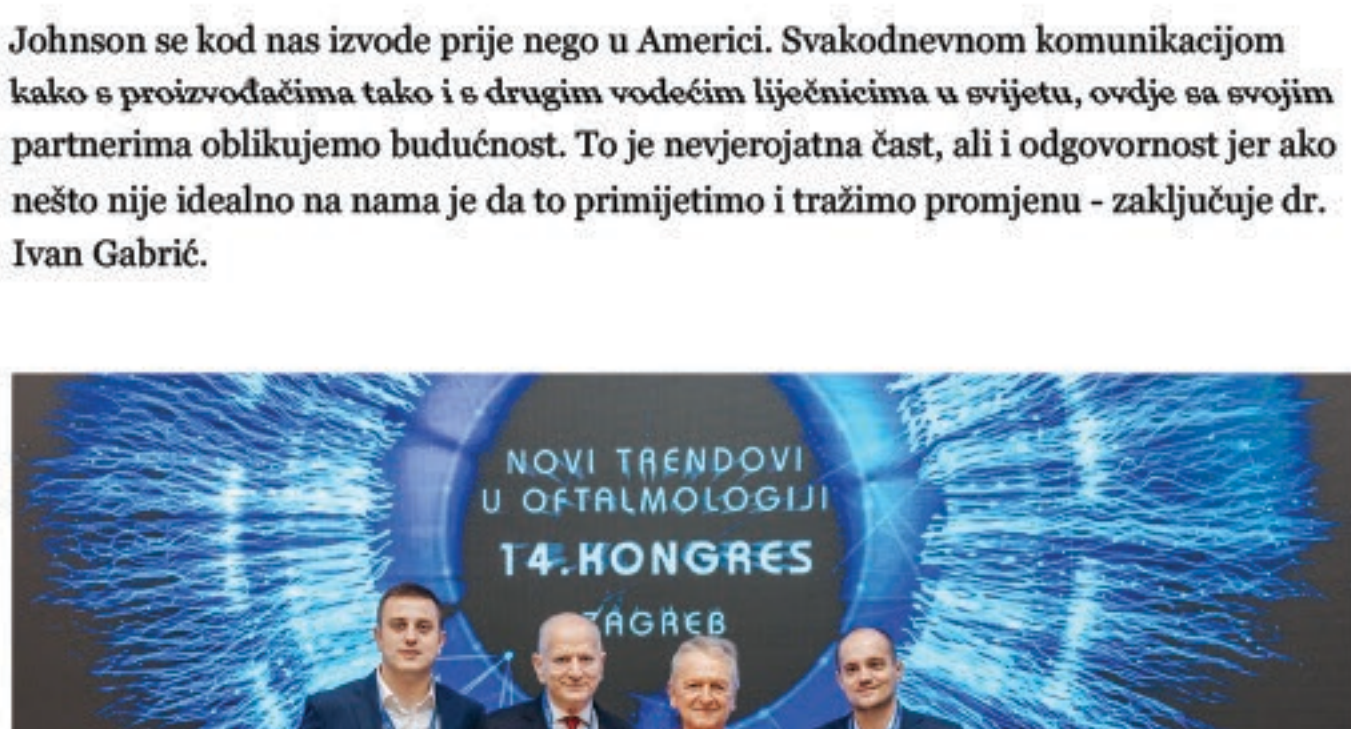 Johnson se kod nas izvode prije nego u Americi. Svakodnevnom komunikacijom
kako s proizvođačima tako i s drugim vodećim liječnicima u svijetu, ovdje sa svojim
partnerima oblikujemo budućnost. To je nevjerojatna čast, ali i odgovornost jer ako
nešto nije idealno na nama je da to primijetimo i tražimo promjenu - zaključuje dr.
Ivan Gabrić.
NOVI TRENDOVI
U OFTALMOLOGIJI
14.KONGRES
ZAGREB